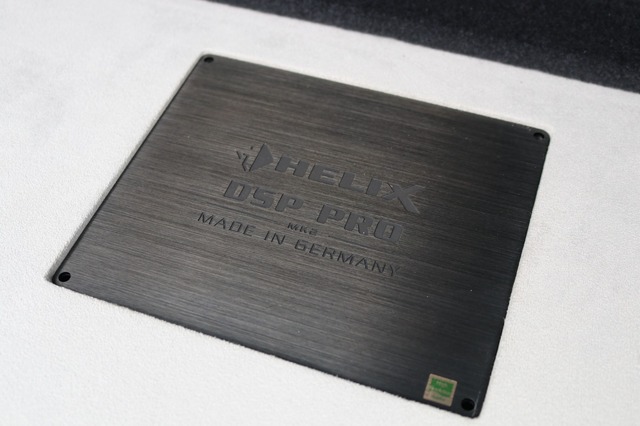 HELIX
DSP PRO
MK2
MADE IN GERMANY